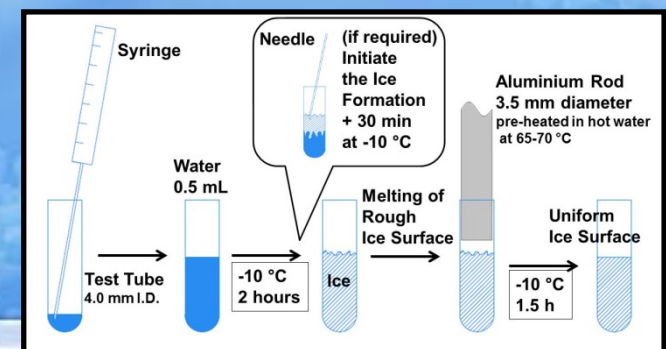 Syringe
Test Tube
4.0 mm I.D.
Water
0.5 mL
-10 °C
2 hours
Needle
(if required)
Initiate
the Ice
Formation
+ 30 min
at -10 °C
Ice
Melting of
Rough
Ice Surface
Aluminium Rod
3.5 mm diameter
pre-heated in hot water
at 65-70 °C
-10 °C
1.5 h
Uniform
Ice Surface